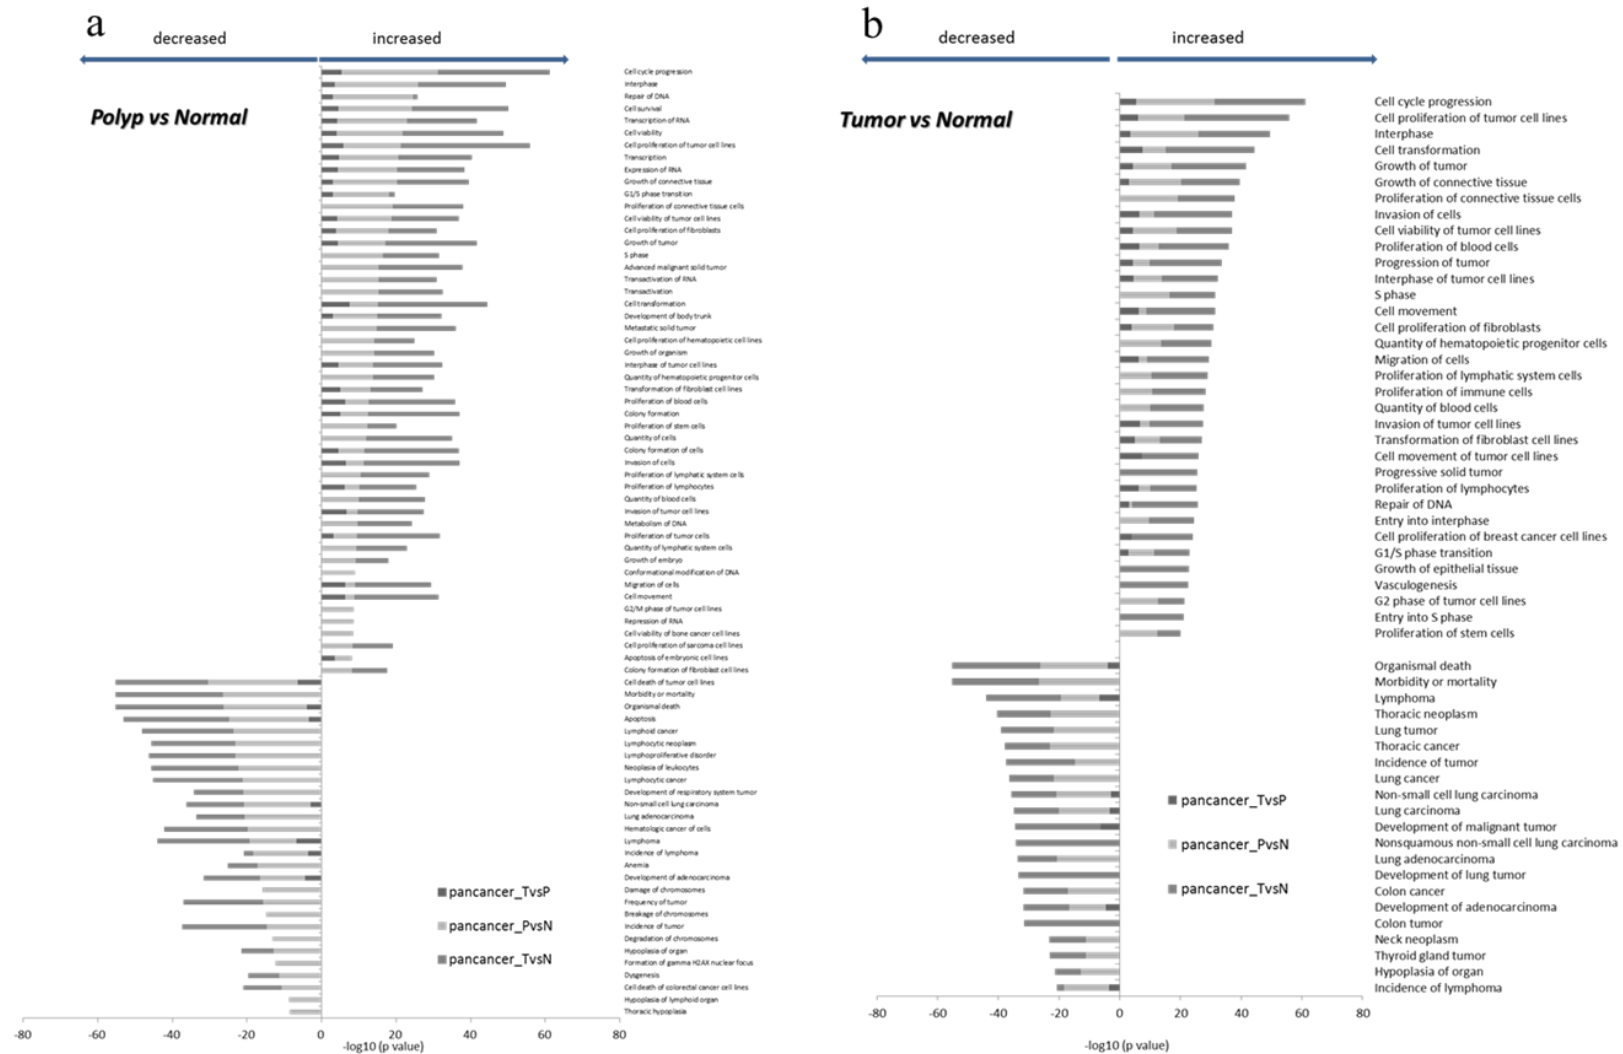 a
decreased
increased
Polyp vs Normal
Cell cycle progression
Interphase
Repair of DNA
Cell survival
Transcription of RNA
Cell viability
Cell proliferation of tumor cell lines
Transcription
Expression of RNA
Growth of connective tissue
G1/S phase transition
Proliferation of connective tissue cells
Cell viability of tumor cell lines
Cell proliferation of fibroblasts
Growth of tumor
S phase
Advanced malignant solid tumor
Transactivation of RNA
Transactivation
Cell transformation
Development of body trunk
Metastatic solid tumor
Cell proliferation of hematopoietic cell lines
Growth of organism
Interphase of tumor cell lines
Quantity of hematopoietic progenitor cells
Transformation of fibroblast cell lines
Proliferation of blood cells
Colony formation
Proliferation of stem cells
Quantity of cells
Colony formation of cells
Invasion of cells
Proliferation of lymphatic system cells
Proliferation of lymphocytes
Quantity of blood cells
Invasion of tumor cell lines
Metabolism of DNA
Proliferation of tumor cells
Quantity of lymphatic system cells
Growth of embryo
Conformational modification of DNA
Migration of cells
Cell movement
G2/M phase of tumor cell lines
Repression of RNA
Cell viability of bone cancer cell lines
Cell proliferation of sarcoma cell lines
Apoptosis of embryonic cell lines
Colony formation of fibroblast cell lines
Cell death of tumor cell lines
Morbidity or mortality
Organismal death
Apoptosis
Lymphoid cancer
Lymphocytic neoplasm
Lymphoproliferative disorder
Neoplasia of leukocytes
Lymphocytic cancer
Development of respiratory system tumor
Non-small cell lung carcinoma
Lung adenocarcinoma
Hematologic cancer of cells
Lymphoma
Incidence of lymphoma
Anemia
Development of adenocarcinoma
Damage of chromosomes
Frequency of tumor
Breakage of chromosomes
Incidence of tumor
Degradation of chromosomes
Hypoplasia of organ
Formation of gamma H2AX nuclear focus
Dysgenesis
Cell death of colorectal cancer cell lines
Hypoplasia of lymphoid organ
Thoracic hypoplasia
pancancer_TvsP
pancancer_PvsN
pancancer_TvsN
-80 -60 -40 -20 0 20 40 60 80
-log10 (p value)
b
decreased
increased
Tumor vs Normal
Cell cycle progression
Cell proliferation of tumor cell lines
Interphase
Cell transformation
Growth of tumor
Growth of connective tissue
Proliferation of connective tissue cells
Invasion of cells
Cell viability of tumor cell lines
Proliferation of blood cells
Progression of tumor
Interphase of tumor cell lines
S phase
Cell movement
Cell proliferation of fibroblasts
Quantity of hematopoietic progenitor cells
Migration of cells
Proliferation of lymphatic system cells
Proliferation of immune cells
Quantity of blood cells
Invasion of tumor cell lines
Transformation of fibroblast cell lines
Cell movement of tumor cell lines
Progressive solid tumor
Proliferation of lymphocytes
Repair of DNA
Entry into interphase
Cell proliferation of breast cancer cell lines
G1/S phase transition
Growth of epithelial tissue
Vasculogenesis
G2 phase of tumor cell lines
Entry into S phase
Proliferation of stem cells
Organismal death
Morbidity or mortality
Lymphoma
Thoracic neoplasm
Lung tumor
Thoracic cancer
Incidence of tumor
Lung cancer
Non-small cell lung carcinoma
Lung carcinoma
Development of malignant tumor
Nonsquamous non-small cell lung carcinoma
Lung adenocarcinoma
Development of lung tumor
Colon cancer
Development of adenocarcinoma
Colon tumor
Neck neoplasm
Thyroid gland tumor
Hypoplasia of organ
Incidence of lymphoma
pancancer_TvsP
pancancer_PvsN
pancancer_TvsN
-80 -60 -40 -20 0 20 40 60 80
-log10 (p value)